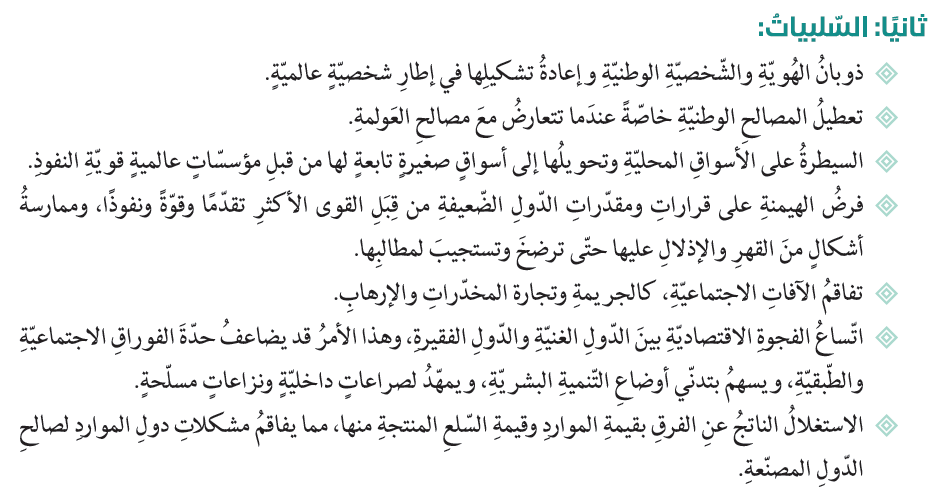 ثانيًا: السّلبياتُ:
ذوبانُ الهُويّةِ والشّخصيّةِ الوطنيّةِ وإعادةُ تشكيلِها في إطارِ شخصيّةٍ عالميّةٍ.
تعطيلُ المصالحِ الوطنيّةِ خاصّةً عندَما تتعارضُ معَ مصالحِ العَولمةِ.
السيطرةُ على الأسواقِ المحليّةِ وتحويلُها إلى أسواقٍ صغيرةٍ تابعةٍ لها من قبلِ مؤسسّاتٍ عالميةٍ قويّةِ النفوذِ.
فرضُ الهيمنةِ على قراراتِ ومقدّراتِ الدّولِ الضّعيفةِ من قِبَلِ القوى الأكثرِ تقدّمًا وقوّةً ونفوذًا، وممارسةُ
أشكالٍ منَ القهرِ والإذلالِ عليها حتّى ترضخَ وتستجيبَ لمطالبِها.
تفاقمُ الآفاتِ الاجتماعيّةِ، كالجريمةِ وتجارة المخدّراتِ والإرهابِ.
اتّساعُ الفجوةِ الاقتصاديّةِ بينَ الدّولِ الغنيّةِ والدّولِ الفقيرةِ، وهذا الأمرُ قد يضاعفُ حدّةَ الفوراقِ الاجتماعيّةِ
والطّبقيّةِ، ويسهمُ بتدنّي أوضاعِ التّنميةِ البشريّةِ، ويمهّدُ لصراعاتٍ داخليّةٍ ونزاعاتٍ مسلّحةٍ.
الاستغلالُ الناتجُ عنِ الفرقِ بقيمةِ المواردِ وقيمةِ السّلعِ المنتجةِ منها، مما يفاقمُ مشكلاتِ دولِ المواردِ لصالحِ
الدّولِ المصنّعةِ.